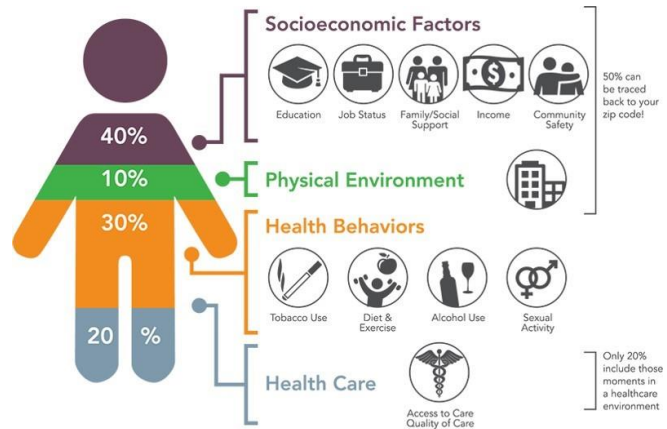 Socioeconomic Factors
Education
Job Status
Family/Social
Support
Income
Community
Safety
50% can
be traced
back to your
zip code!
40%
10%
Physical Environment
30%
Health Behaviors
Tobacco Use
Diet &
Exercise
Alcohol Use
Sexual
Activity
20 %
Health Care
Access to Care
Quality of Care
Only 20%
include those
moments in
a healthcare
environment